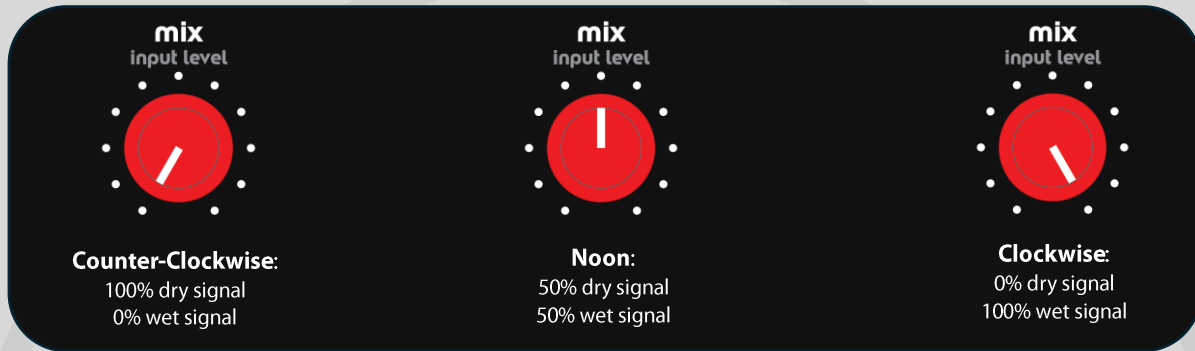 mix
input level
Counter-Clockwise:
100% dry signal
0% wet signal
mix
input level
Noon:
50% dry signal
50% wet signal
mix
input level
Clockwise:
0% dry signal
100% wet signal